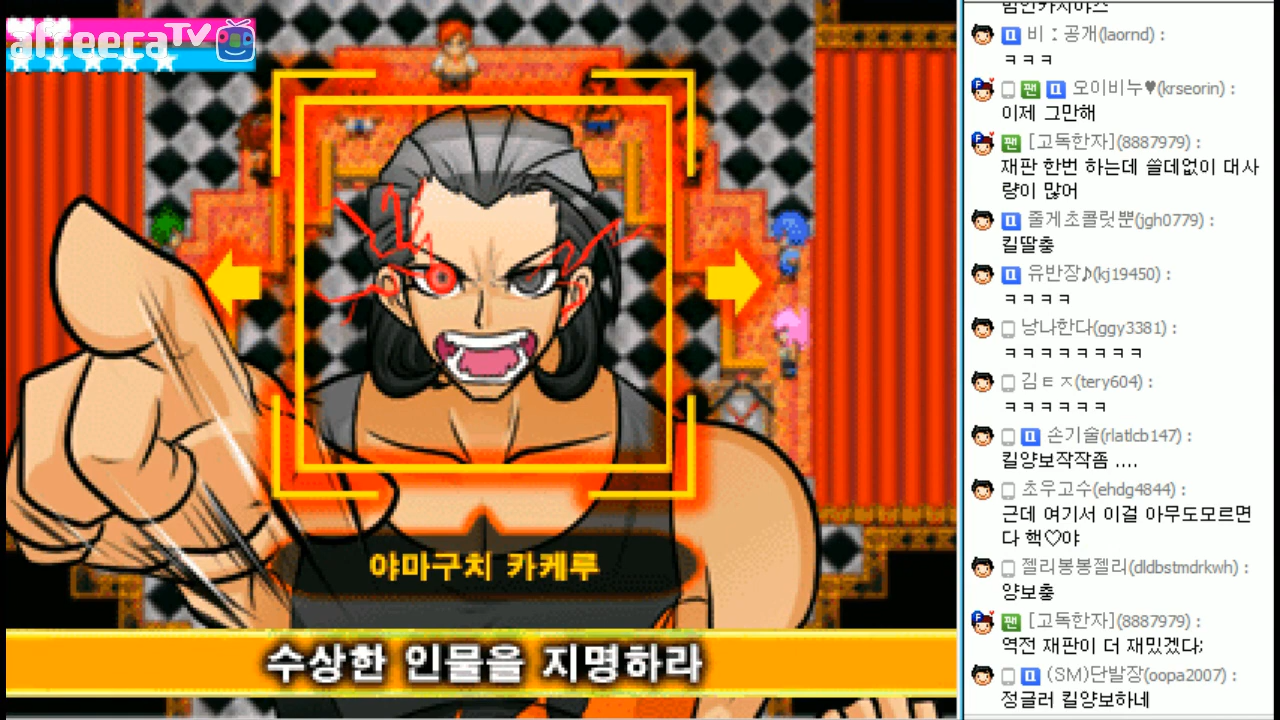 afreecaTV
야마구치 카케루
수상한 인물을 지명하라
비 : 공개(laornd) :
ㅋㅋㅋ
팬 오이비누♥(krseorin) :
이제 그만해
팬 [고독한자](8887979) :
재판 한번 하는데 쓸데없이 대사
량이 많어
줄게초콜릿뿐(jgh0779) :
킬딸충
유반장♪(kj19450) :
ㅋㅋㅋㅋ
낭나한다(ggy3381) :
ㅋㅋㅋㅋㅋㅋㅋㅋ
김ㅌㅈ(tery604) :
ㅋㅋㅋㅋㅋㅋ
손기술(rlatlcb147) :
킬양보작작좀 ....
초우고수(ehdg4844) :
근데 여기서 이걸 아무도모르면
다 핵♡야
젤리봉봉젤리(dldbstmdrkwh) :
양보충
팬 [고독한자](8887979) :
역전 재판이 더 재밌겠다;
(SM)단발장(oopa2007) :
정글러 킬양보하네